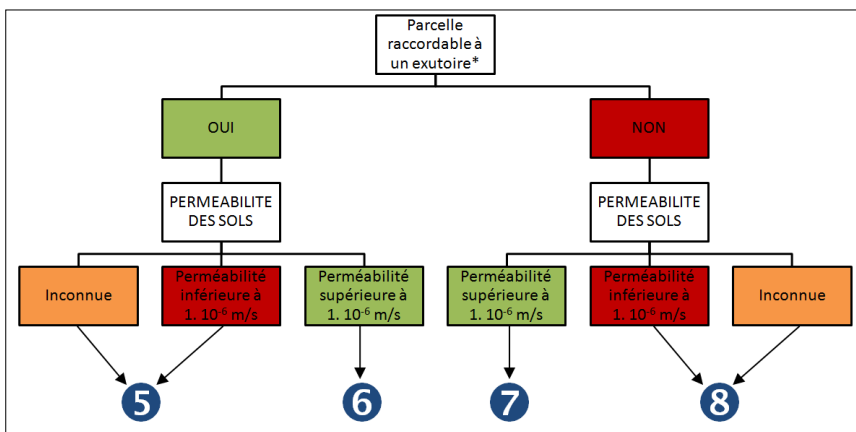 Parcelle
raccordable à
un exutoire*
OUI
NON
PERMEABILITE
DES SOLS
PERMEABILITE
DES SOLS
Inconnue
Perméabilité
inférieure à
1. 10⁻⁶ m/s
Perméabilité
supérieure à
1. 10⁻⁶ m/s
Perméabilité
supérieure à
1. 10⁻⁶ m/s
Perméabilité
inférieure à
1. 10⁻⁶ m/s
Inconnue
5
6
7
8